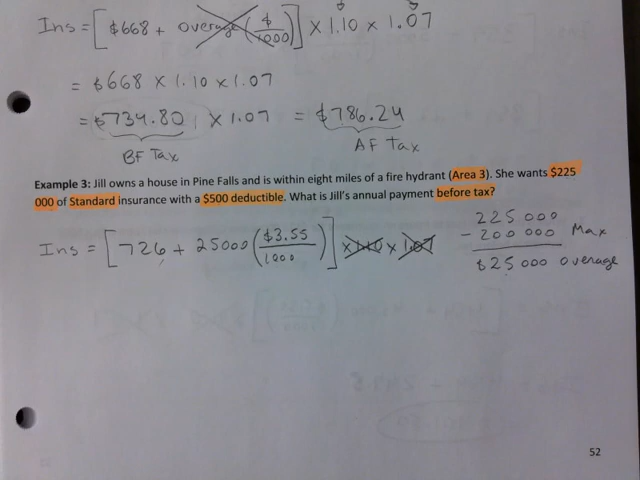 Ins = [ $668 + overage ($/1000) ] × 1.10 × 1.07
= $668 × 1.10 × 1.07
= $734.80 × 1.07 = $786.24
BF Tax AF Tax
Example 3: Jill owns a house in Pine Falls and is within eight miles of a fire hydrant (Area 3). She wants $225
000 of Standard insurance with a $500 deductible. What is Jill's annual payment before tax?
225 000
Ins = [ 726 + 25000 ($3.55/1000) ] × 1.10 × 1.07 - 200 000 Max
$25 000 overage
52